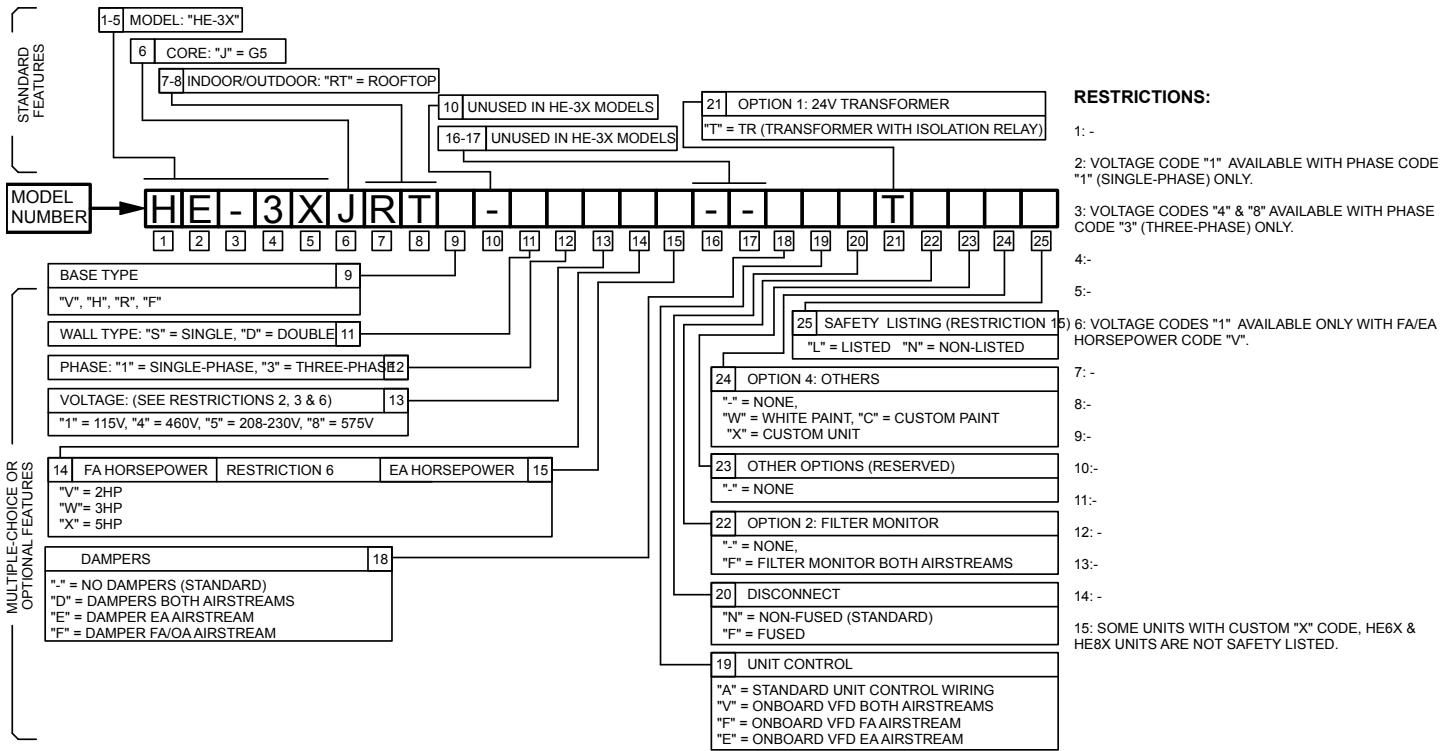 STANDARD
FEATURES
1-5 MODEL: "HE-3X"
6 CORE: "J" = G5
7-8 INDOOR/OUTDOOR: "RT" = ROOFTOP
10 UNUSED IN HE-3X MODELS
16-17 UNUSED IN HE-3X MODELS
21 OPTION 1: 24V TRANSFORMER
"T" = TR (TRANSFORMER WITH ISOLATION RELAY)
MODEL
NUMBER
H E - 3 X J R T - - - T
1 2 3 4 5 6 7 8 9 10 11 12 13 14 15 16 17 18 19 20 21 22 23 24 25
MULTIPLE-CHOICE OR
OPTIONAL FEATURES
BASE TYPE 9
"V", "H", "R", "F"
WALL TYPE: "S" = SINGLE, "D" = DOUBLE 11
PHASE: "1" = SINGLE-PHASE, "3" = THREE-PHASE 12
VOLTAGE: (SEE RESTRICTIONS 2, 3 & 6) 13
"1" = 115V, "4" = 460V, "5" = 208-230V, "8" = 575V
14 FA HORSEPOWER RESTRICTION 6 EA HORSEPOWER 15
"V" = 2HP
"W"= 3HP
"X" = 5HP
DAMPERS 18
"-" = NO DAMPERS (STANDARD)
"D" = DAMPERS BOTH AIRSTREAMS
"E" = DAMPER EA AIRSTREAM
"F" = DAMPER FA/OA AIRSTREAM
25 SAFETY LISTING (RESTRICTION 15)
"L" = LISTED "N" = NON-LISTED
24 OPTION 4: OTHERS
"-" = NONE,
"W" = WHITE PAINT, "C" = CUSTOM PAINT
"X" = CUSTOM UNIT
23 OTHER OPTIONS (RESERVED)
"-" = NONE
22 OPTION 2: FILTER MONITOR
"-" = NONE,
"F" = FILTER MONITOR BOTH AIRSTREAMS
20 DISCONNECT
"N" = NON-FUSED (STANDARD)
"F" = FUSED
19 UNIT CONTROL
"A" = STANDARD UNIT CONTROL WIRING
"V" = ONBOARD VFD BOTH AIRSTREAMS
"F" = ONBOARD VFD FA AIRSTREAM
"E" = ONBOARD VFD EA AIRSTREAM
RESTRICTIONS:
1: -
2: VOLTAGE CODE "1" AVAILABLE WITH PHASE CODE
"1" (SINGLE-PHASE) ONLY.
3: VOLTAGE CODES "4" & "8" AVAILABLE WITH PHASE
CODE "3" (THREE-PHASE) ONLY.
4:-
5:-
6: VOLTAGE CODES "1" AVAILABLE ONLY WITH FA/EA
HORSEPOWER CODE "V".
7: -
8:-
9:-
10:-
11:-
12: -
13:-
14: -
15: SOME UNITS WITH CUSTOM "X" CODE, HE6X &
HE8X UNITS ARE NOT SAFETY LISTED.